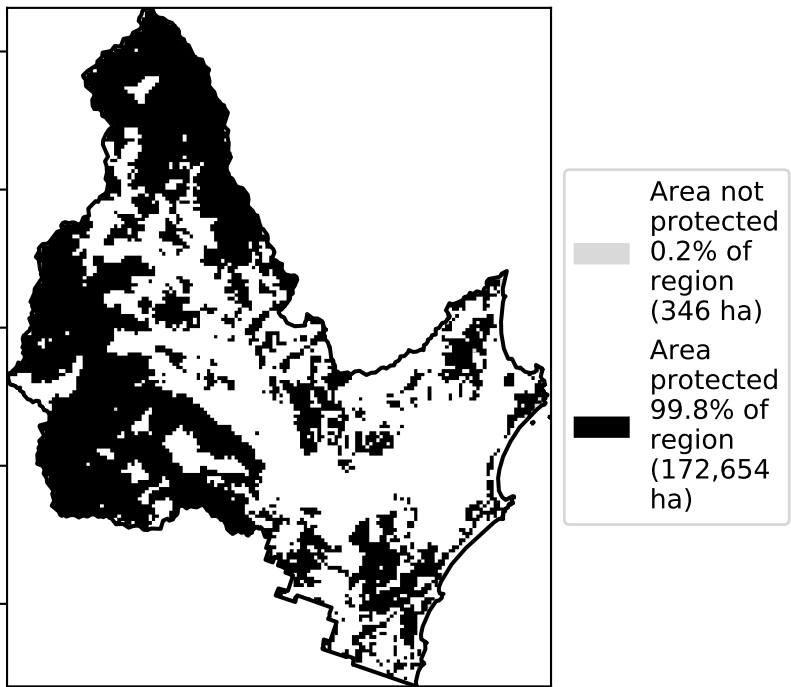 Area not
protected
0.2% of
region
(346 ha)
Area
protected
99.8% of
region
(172,654
ha)